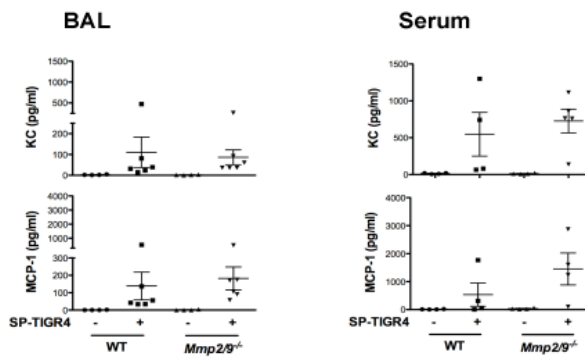 BAL
Serum
KC (pg/ml)
1500
1000
500
200
100
0
KC (pg/ml)
1500
1000
500
0
MCP-1 (pg/ml)
4000
3000
2000
1000
300
200
100
0
MCP-1 (pg/ml)
4000
3000
2000
1000
0
SP-TIGR4 - + - +
WT Mmp2/9-/-
SP-TIGR4 - + - +
WT Mmp2/9-/-